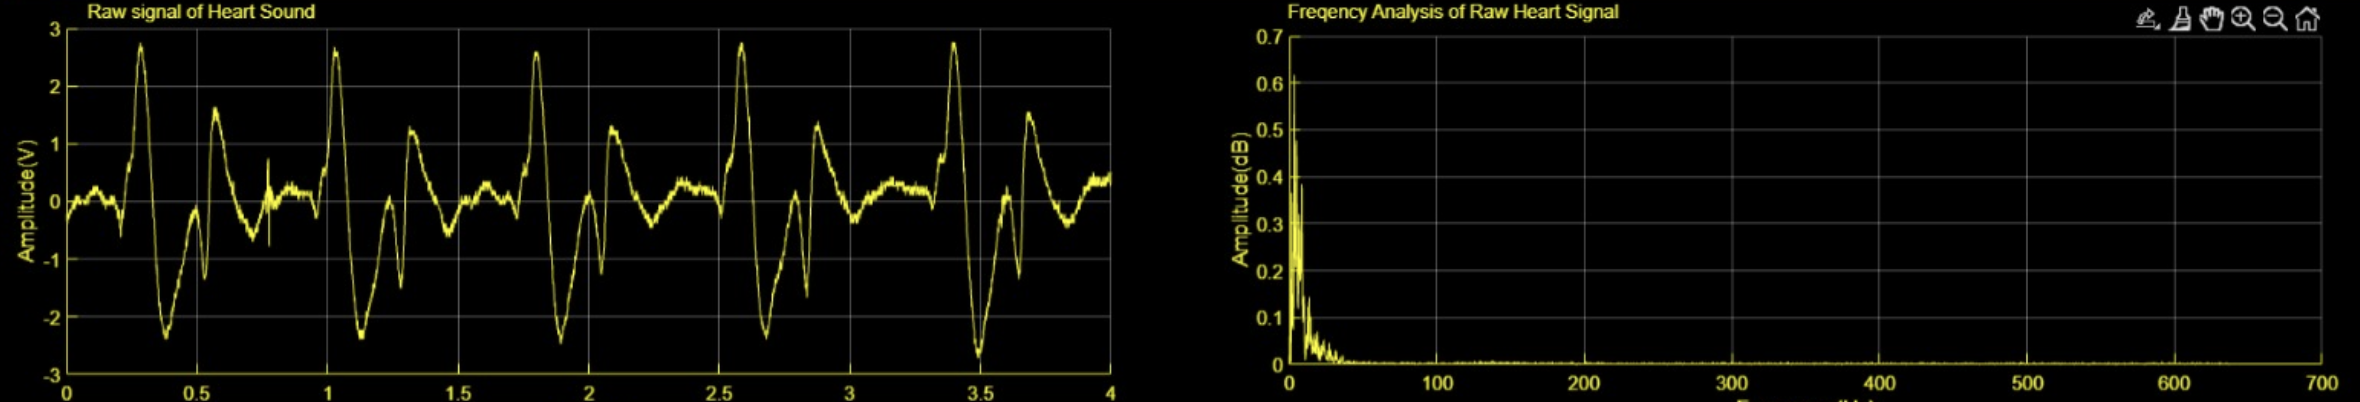 Raw signal of Heart Sound
Amplitude(V)
3
2
1
0
-1
-2
-3
0 0.5 1 1.5 2 2.5 3 3.5 4
Freqency Analysis of Raw Heart Signal
Amplitude(dB)
0.7
0.6
0.5
0.4
0.3
0.2
0.1
0
0 100 200 300 400 500 600 700